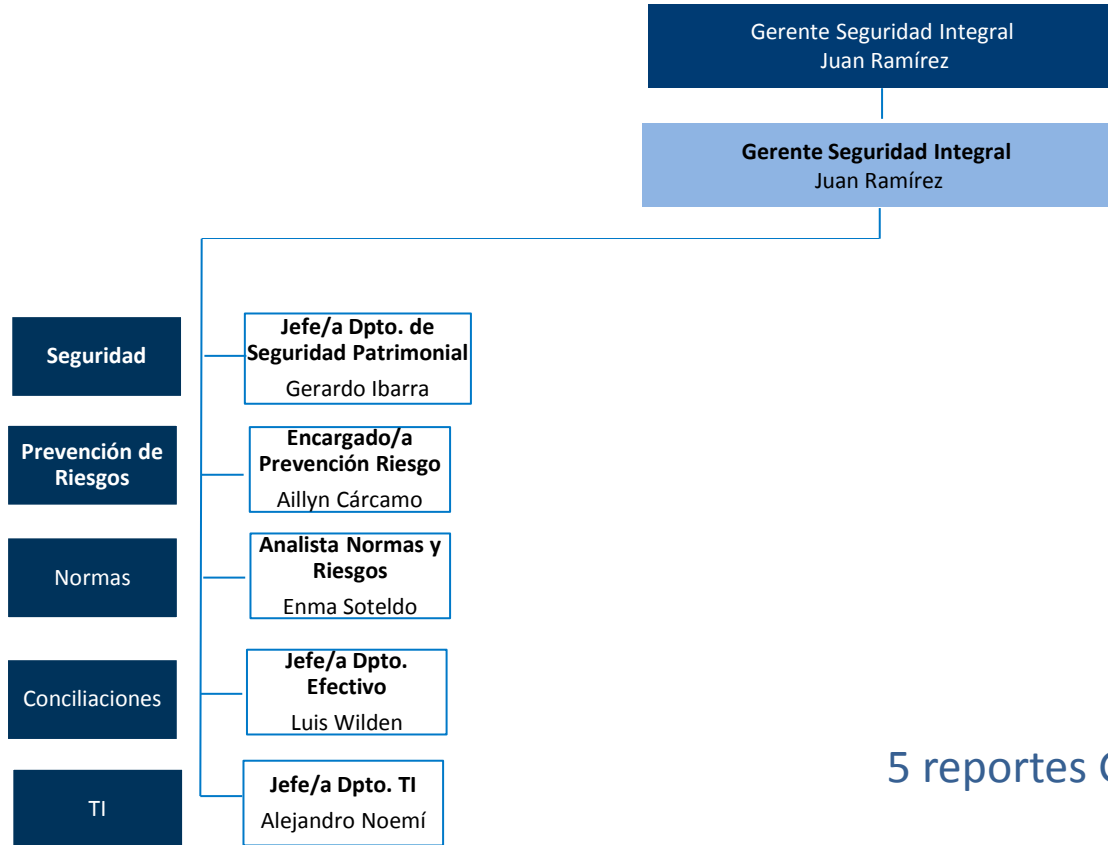 Gerente Seguridad Integral
Juan Ramírez
Gerente Seguridad Integral
Juan Ramírez
Seguridad
Jefe/a Dpto. de
Seguridad Patrimonial
Gerardo Ibarra
Prevención de
Riesgos
Encargado/a
Prevención Riesgo
Aillyn Cárcamo
Normas
Analista Normas y
Riesgos
Enma Soteldo
Conciliaciones
Jefe/a Dpto.
Efectivo
Luis Wilden
TI
Jefe/a Dpto. TI
Alejandro Noemí
5 reportes